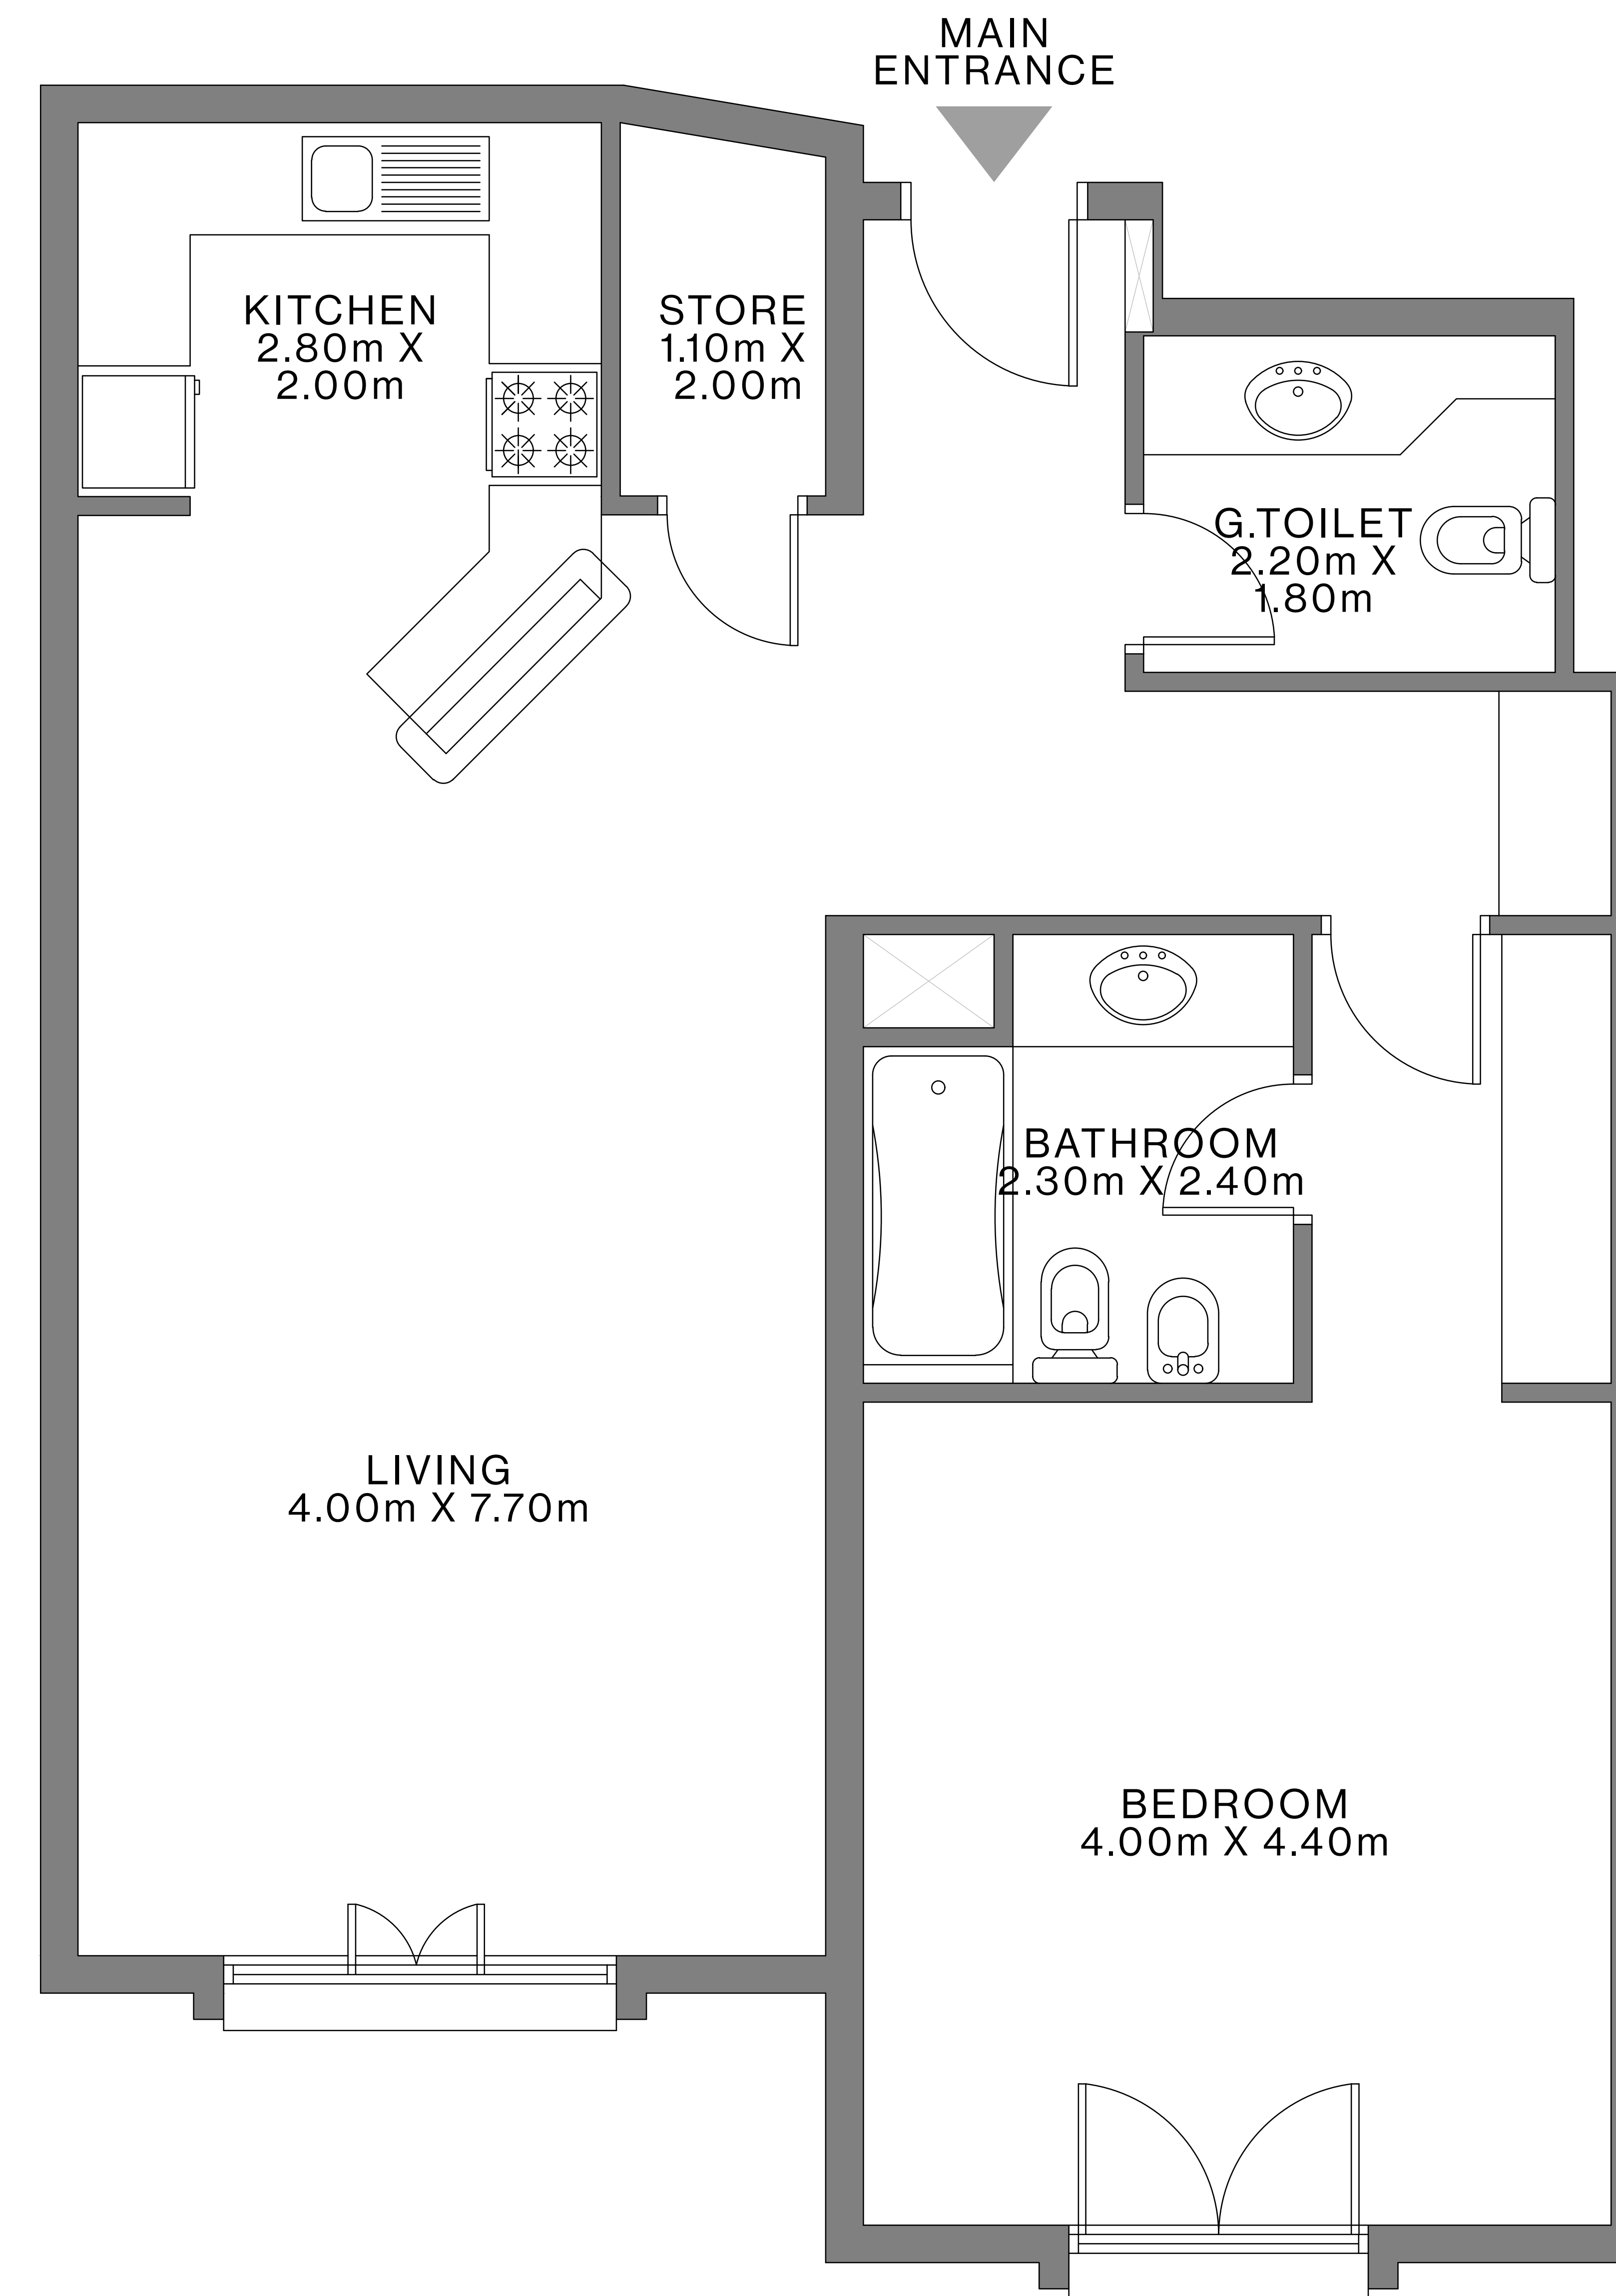 MAIN
ENTRANCE
KITCHEN
2.80m X
2.00m
STORE
1.10m X
2.00m
G.TOILET
2.20m X
1.80m
BATHROOM
2.30m X 2.40m
LIVING
4.00m X 7.70m
BEDROOM
4.00m X 4.40m